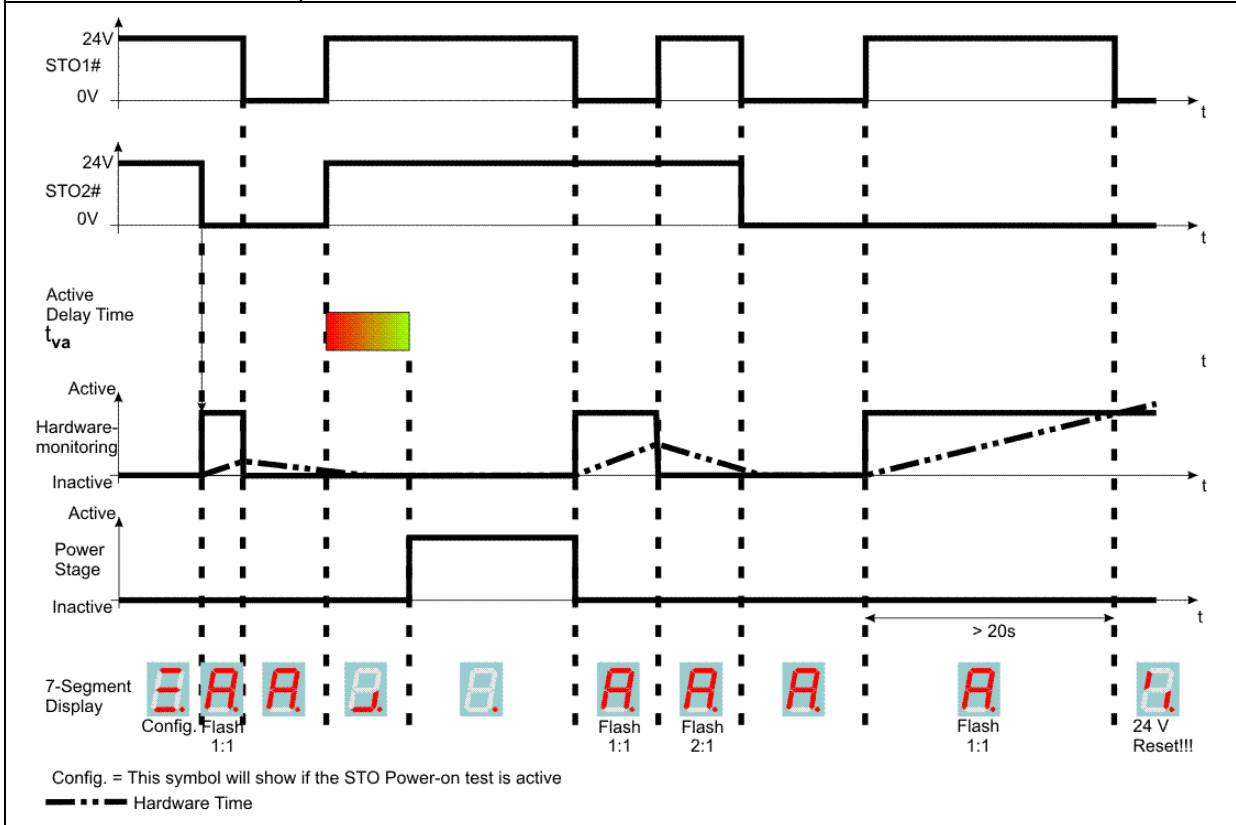 24V
STO1#
0V
t
24V
STO2#
0V
t
Active
Delay Time
tva
t
Active
Hardware-
monitoring
Inactive
t
Active
Power
Stage
Inactive
t
> 20s
7-Segment
Display
Config.
Flash
1:1
Flash
1:1
Flash
2:1
Flash
1:1
24 V
Reset!!!
Config. = This symbol will show if the STO Power-on test is active
Hardware Time